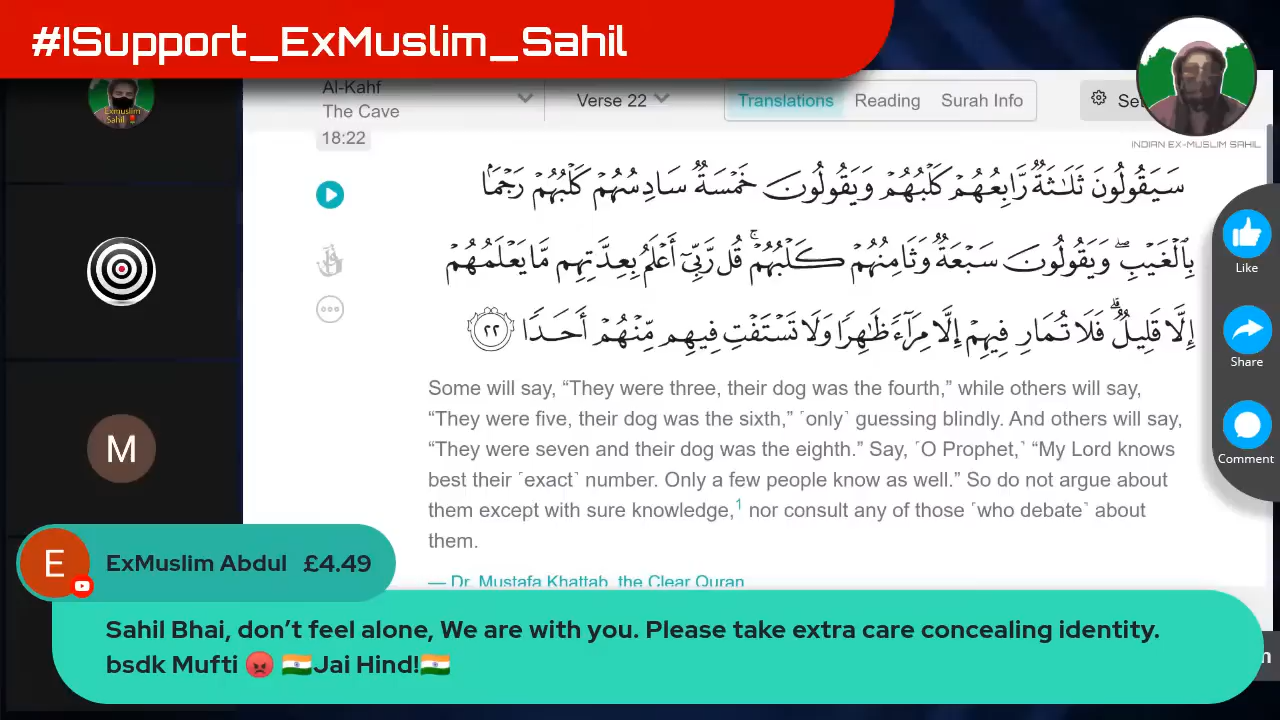 #ISupport_ExMuslim_Sahil
Exmuslim
Sahil
INDIAN EX-MUSLIM SAHIL
Al-Kahf
The Cave
Verse 22
Translations Reading Surah Info
18:22
سَيَقُولُونَ ثَلَـٰثَةٌ رَّابِعُهُمْ كَلْبُهُمْ وَيَقُولُونَ خَمْسَةٌ سَادِسُهُمْ كَلْبُهُمْ رَجْمًۢا
بِٱلْغَيْبِ ۖ وَيَقُولُونَ سَبْعَةٌ وَثَامِنُهُمْ كَلْبُهُمْ ۚ قُل رَّبِّىٓ أَعْلَمُ بِعِدَّتِهِم مَّا يَعْلَمُهُمْ
إِلَّا قَلِيلٌ ۗ فَلَا تُمَارِ فِيهِمْ إِلَّا مِرَآءً ظَـٰهِرًا وَلَا تَسْتَفْتِ فِيهِم مِّنْهُمْ أَحَدًا ٢٢
Some will say, “They were three, their dog was the fourth,” while others will say,
“They were five, their dog was the sixth,” ˹only˺ guessing blindly. And others will say,
“They were seven and their dog was the eighth.” Say, ˹O Prophet,˺ “My Lord knows
best their ˹exact˺ number. Only a few people know as well.” So do not argue about
them except with sure knowledge,1 nor consult any of those ˹who debate˺ about
them.
— Dr. Mustafa Khattab, the Clear Quran
Like
Share
Comment
M
E
ExMuslim Abdul £4.49
Sahil Bhai, don’t feel alone, We are with you. Please take extra care concealing identity.
bsdk Mufti 😡 🇮🇳Jai Hind!🇮🇳